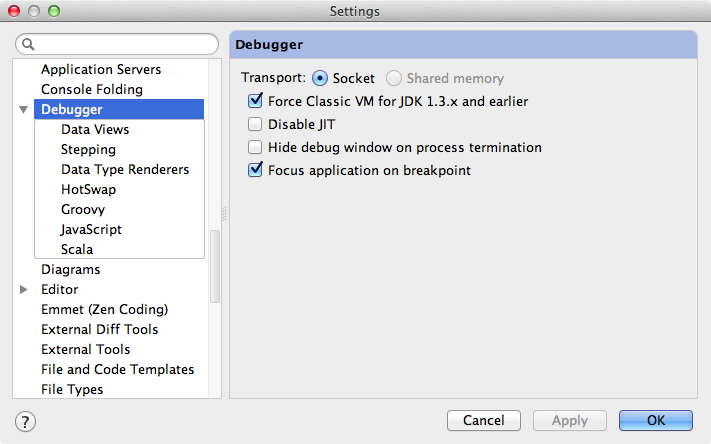 Settings
Application Servers
Console Folding
Debugger
Data Views
Stepping
Data Type Renderers
HotSwap
Groovy
JavaScript
Scala
Diagrams
Editor
Emmet (Zen Coding)
External Diff Tools
External Tools
File and Code Templates
File Types
Debugger
Transport: Socket Shared memory
Force Classic VM for JDK 1.3.x and earlier
Disable JIT
Hide debug window on process termination
Focus application on breakpoint
? Cancel Apply OK